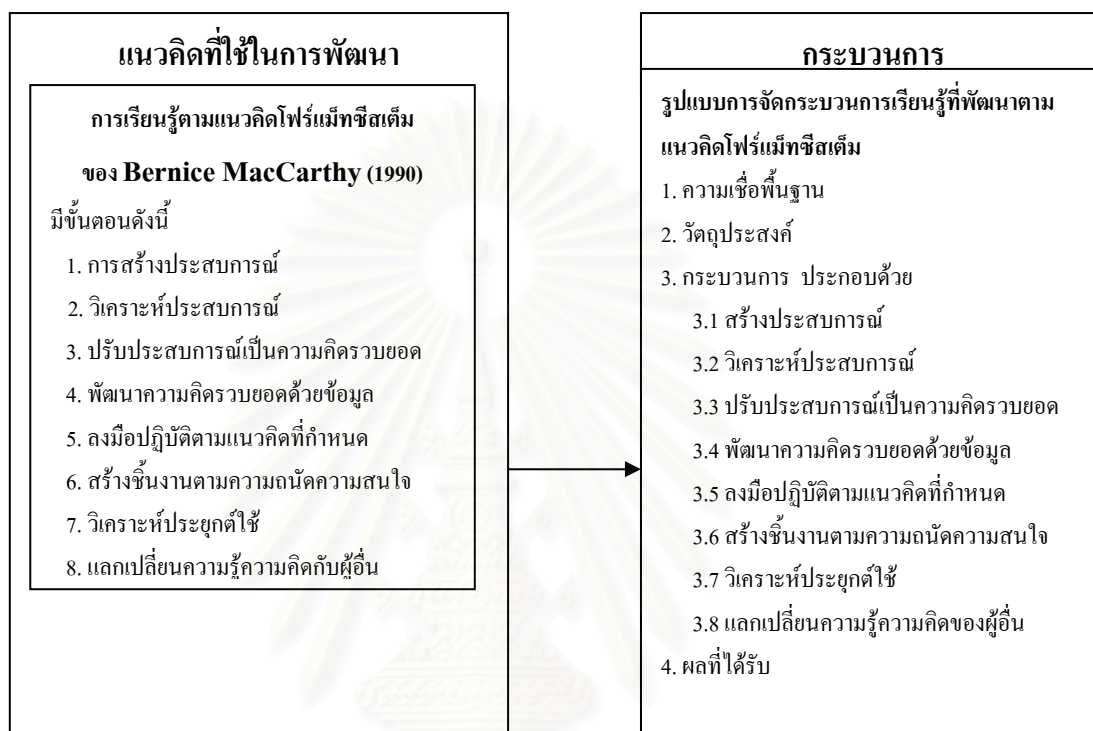 แนวคิดที่ใช้ในการพัฒนา
การเรียนรู้ตามแนวคิดโฟร์แม็ทซีสเต็ม
ของ Bernice MacCarthy (1990)
มีขั้นตอนดังนี้
1. การสร้างประสบการณ์
2. วิเคราะห์ประสบการณ์
3. ปรับประสบการณ์เป็นความคิดรวบยอด
4. พัฒนาความคิดรวบยอดด้วยข้อมูล
5. ลงมือปฏิบัติตามแนวคิดที่กำหนด
6. สร้างชิ้นงานตามความถนัดความสนใจ
7. วิเคราะห์ประยุกต์ใช้
8. แลกเปลี่ยนความรู้ความคิดกับผู้อื่น
กระบวนการ
รูปแบบการจัดกระบวนการเรียนรู้ที่พัฒนาตาม
แนวคิดโฟร์แม็ทซีสเต็ม
1. ความเชื่อพื้นฐาน
2. วัตถุประสงค์
3. กระบวนการ ประกอบด้วย
3.1 สร้างประสบการณ์
3.2 วิเคราะห์ประสบการณ์
3.3 ปรับประสบการณ์เป็นความคิดรวบยอด
3.4 พัฒนาความคิดรวบยอดด้วยข้อมูล
3.5 ลงมือปฏิบัติตามแนวคิดที่กำหนด
3.6 สร้างชิ้นงานตามความถนัดความสนใจ
3.7 วิเคราะห์ประยุกต์ใช้
3.8 แลกเปลี่ยนความรู้ความคิดของผู้อื่น
4. ผลที่ได้รับ